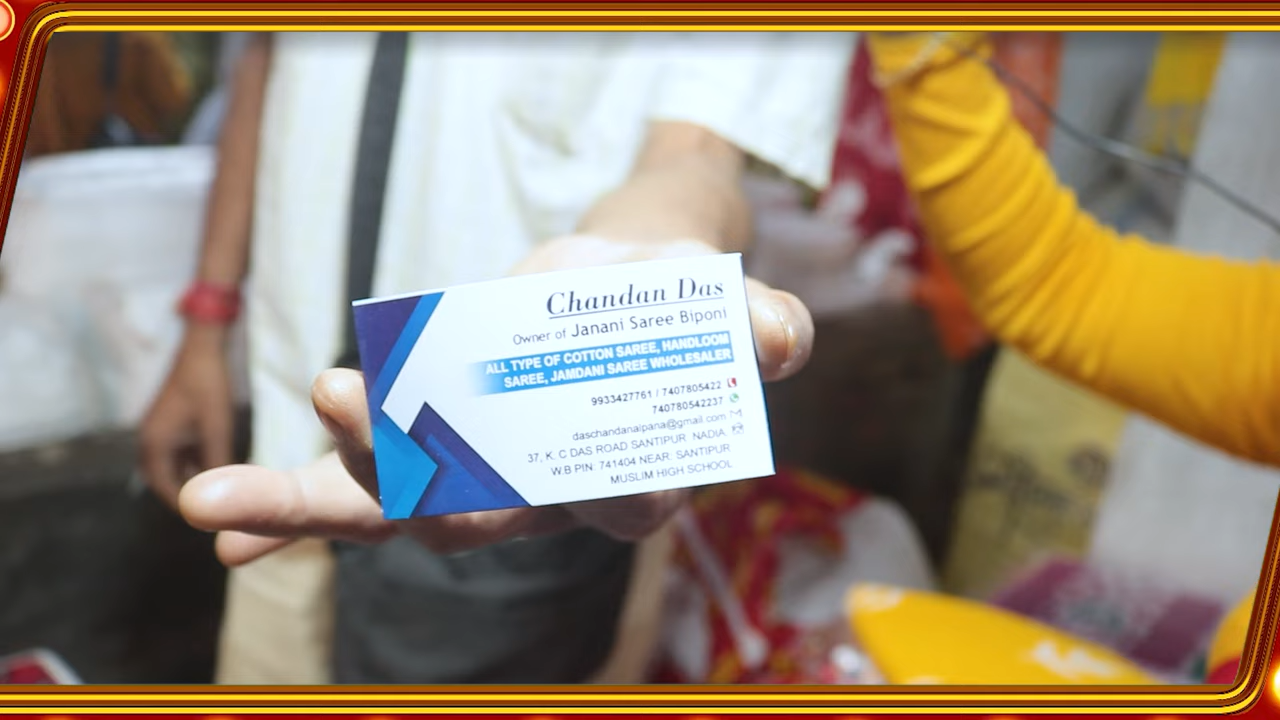 Chandan Das
Owner of Janani Saree Biponi
ALL TYPE OF COTTON SAREE, HANDLOOM
SAREE, JAMDANI SAREE WHOLESALER
9933427761 / 7407805422
740780542237
daschandanalpana@gmail.com
37, K. C DAS ROAD SANTIPUR NADIA
W.B PIN: 741404 NEAR. SANTIPUR
MUSLIM HIGH SCHOOL